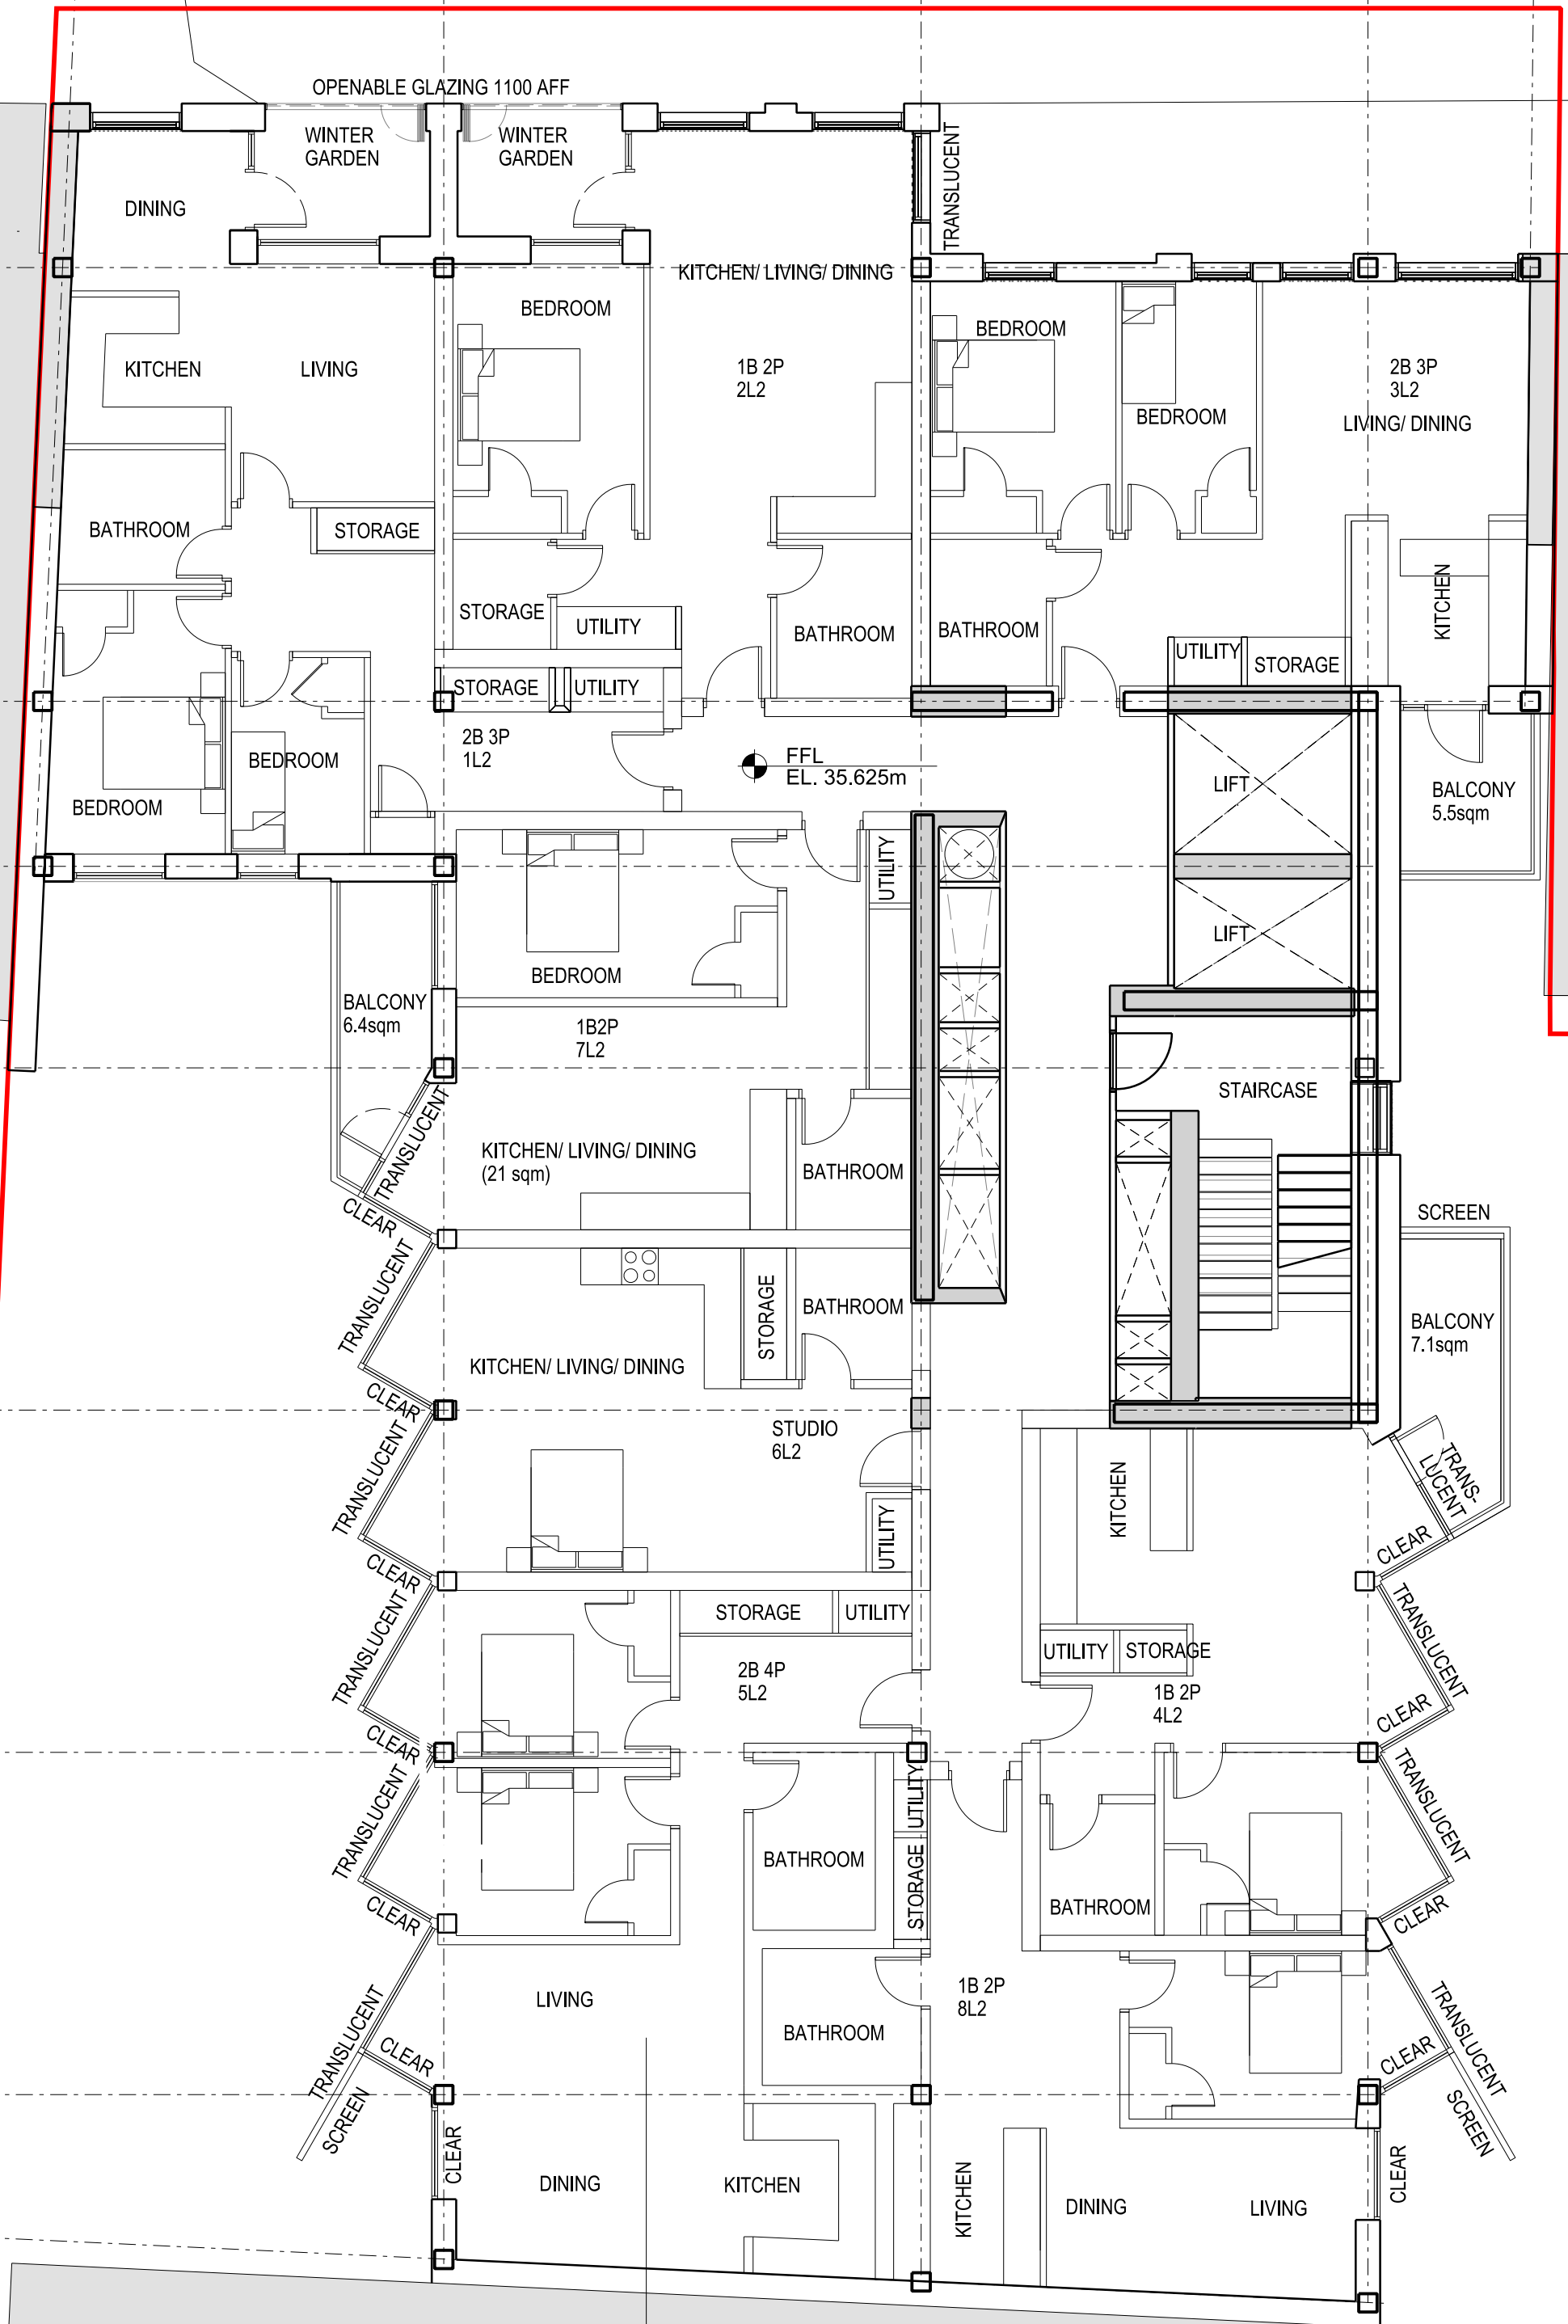 OPENABLE GLAZING 1100 AFF
WINTER
GARDEN
WINTER
GARDEN
TRANSLUCENT
DINING
KITCHEN/ LIVING/ DINING
BEDROOM
BEDROOM
KITCHEN
LIVING
1B 2P
2L2
2B 3P
3L2
BEDROOM
LIVING/ DINING
BATHROOM
STORAGE
STORAGE
UTILITY
BATHROOM
BATHROOM
KITCHEN
UTILITY
STORAGE
STORAGE
UTILITY
2B 3P
1L2
BEDROOM
BEDROOM
FFL
EL. 35.625m
LIFT
BALCONY
5.5sqm
UTILITY
LIFT
BEDROOM
BALCONY
6.4sqm
1B2P
7L2
STAIRCASE
TRANSLUCENT
KITCHEN/ LIVING/ DINING
(21 sqm)
BATHROOM
CLEAR
SCREEN
TRANSLUCENT
STORAGE
BATHROOM
BALCONY
7.1sqm
KITCHEN/ LIVING/ DINING
CLEAR
STUDIO
6L2
TRANSLUCENT
KITCHEN
TRANS-
LUCENT
UTILITY
CLEAR
CLEAR
TRANSLUCENT
STORAGE
UTILITY
TRANSLUCENT
UTILITY
STORAGE
2B 4P
5L2
1B 2P
4L2
CLEAR
CLEAR
TRANSLUCENT
UTILITY
TRANSLUCENT
BATHROOM
STORAGE
BATHROOM
CLEAR
CLEAR
LIVING
1B 2P
8L2
TRANSLUCENT
BATHROOM
TRANSLUCENT
CLEAR
CLEAR
SCREEN
SCREEN
CLEAR
DINING
KITCHEN
KITCHEN
DINING
LIVING
CLEAR